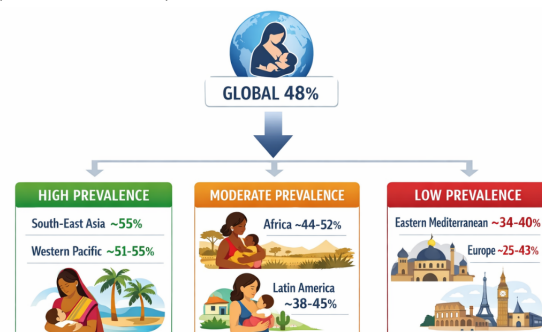 GLOBAL 48%
HIGH PREVALENCE
South-East Asia ~55%
Western Pacific ~51-55%
MODERATE PREVALENCE
Africa ~44-52%
Latin America
~38-45%
LOW PREVALENCE
Eastern Mediterranean ~34-40%
Europe ~25-43%